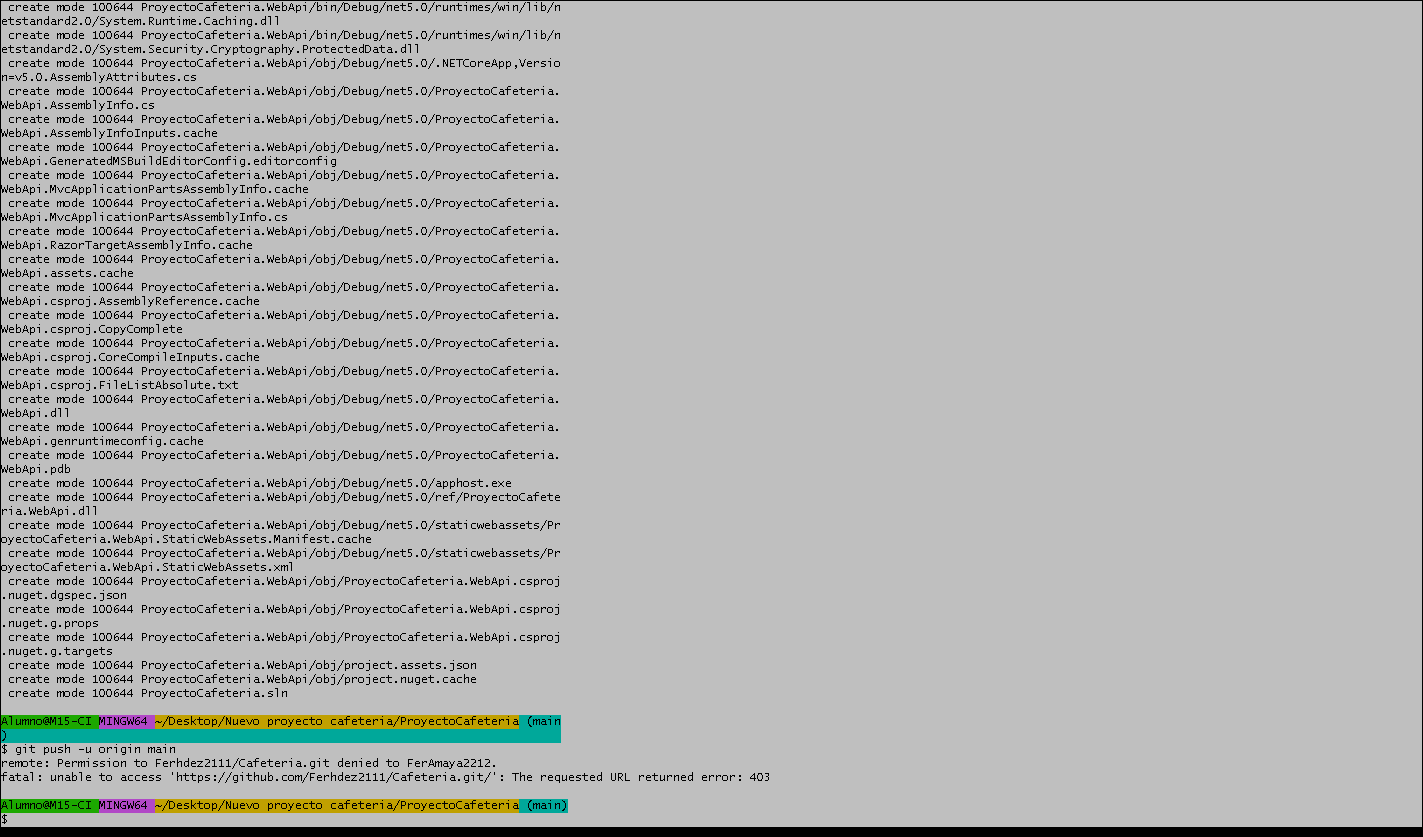 create mode 100644 ProyectoCafeteria.WebApi/bin/Debug/net5.0/runtimes/win/lib/n
etstandard2.0/System.Runtime.Caching.dll
create mode 100644 ProyectoCafeteria.WebApi/bin/Debug/net5.0/runtimes/win/lib/n
etstandard2.0/System.Security.Cryptography.ProtectedData.dll
create mode 100644 ProyectoCafeteria.WebApi/obj/Debug/net5.0/.NETCoreApp,Versio
n=v5.0.AssemblyAttributes.cs
create mode 100644 ProyectoCafeteria.WebApi/obj/Debug/net5.0/ProyectoCafeteria.
WebApi.AssemblyInfo.cs
create mode 100644 ProyectoCafeteria.WebApi/obj/Debug/net5.0/ProyectoCafeteria.
WebApi.AssemblyInfoInputs.cache
create mode 100644 ProyectoCafeteria.WebApi/obj/Debug/net5.0/ProyectoCafeteria.
WebApi.GeneratedMSBuildEditorConfig.editorconfig
create mode 100644 ProyectoCafeteria.WebApi/obj/Debug/net5.0/ProyectoCafeteria.
WebApi.MvcApplicationPartsAssemblyInfo.cache
create mode 100644 ProyectoCafeteria.WebApi/obj/Debug/net5.0/ProyectoCafeteria.
WebApi.MvcApplicationPartsAssemblyInfo.cs
create mode 100644 ProyectoCafeteria.WebApi/obj/Debug/net5.0/ProyectoCafeteria.
WebApi.RazorTargetAssemblyInfo.cache
create mode 100644 ProyectoCafeteria.WebApi/obj/Debug/net5.0/ProyectoCafeteria.
WebApi.assets.cache
create mode 100644 ProyectoCafeteria.WebApi/obj/Debug/net5.0/ProyectoCafeteria.
WebApi.csproj.AssemblyReference.cache
create mode 100644 ProyectoCafeteria.WebApi/obj/Debug/net5.0/ProyectoCafeteria.
WebApi.csproj.CopyComplete
create mode 100644 ProyectoCafeteria.WebApi/obj/Debug/net5.0/ProyectoCafeteria.
WebApi.csproj.CoreCompileInputs.cache
create mode 100644 ProyectoCafeteria.WebApi/obj/Debug/net5.0/ProyectoCafeteria.
WebApi.csproj.FileListAbsolute.txt
create mode 100644 ProyectoCafeteria.WebApi/obj/Debug/net5.0/ProyectoCafeteria.
WebApi.dll
create mode 100644 ProyectoCafeteria.WebApi/obj/Debug/net5.0/ProyectoCafeteria.
WebApi.genruntimeconfig.cache
create mode 100644 ProyectoCafeteria.WebApi/obj/Debug/net5.0/ProyectoCafeteria.
WebApi.pdb
create mode 100644 ProyectoCafeteria.WebApi/obj/Debug/net5.0/apphost.exe
create mode 100644 ProyectoCafeteria.WebApi/obj/Debug/net5.0/ref/ProyectoCafete
ria.WebApi.dll
create mode 100644 ProyectoCafeteria.WebApi/obj/Debug/net5.0/staticwebassets/Pr
oyectoCafeteria.WebApi.StaticWebAssets.Manifest.cache
create mode 100644 ProyectoCafeteria.WebApi/obj/Debug/net5.0/staticwebassets/Pr
oyectoCafeteria.WebApi.StaticWebAssets.xml
create mode 100644 ProyectoCafeteria.WebApi/obj/ProyectoCafeteria.WebApi.csproj
.nuget.dgspec.json
create mode 100644 ProyectoCafeteria.WebApi/obj/ProyectoCafeteria.WebApi.csproj
.nuget.g.props
create mode 100644 ProyectoCafeteria.WebApi/obj/ProyectoCafeteria.WebApi.csproj
.nuget.g.targets
create mode 100644 ProyectoCafeteria.WebApi/obj/project.assets.json
create mode 100644 ProyectoCafeteria.WebApi/obj/project.nuget.cache
create mode 100644 ProyectoCafeteria.sln
Alumno@M15-CI MINGW64 ~/Desktop/Nuevo proyecto cafeteria/ProyectoCafeteria (main
)
$ git push -u origin main
remote: Permission to Ferhdez2111/Cafeteria.git denied to FerAmaya2212.
fatal: unable to access 'https://github.com/Ferhdez2111/Cafeteria.git/': The requested URL returned error: 403
Alumno@M15-CI MINGW64 ~/Desktop/Nuevo proyecto cafeteria/ProyectoCafeteria (main)
$